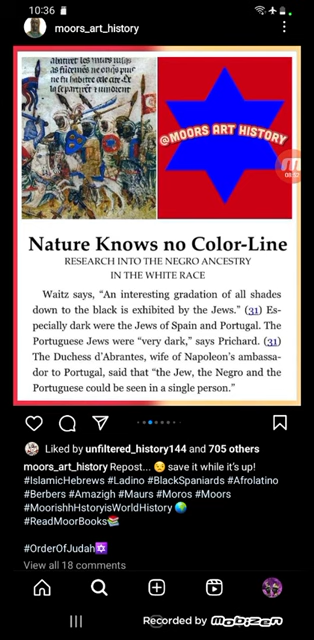 10:36
moors_art_history
@MOORS ART HISTORY
Nature Knows no Color-Line
RESEARCH INTO THE NEGRO ANCESTRY
IN THE WHITE RACE
Waitz says, “An interesting gradation of all shades
down to the black is exhibited by the Jews.” (31) Es-
pecially dark were the Jews of Spain and Portugal. The
Portuguese Jews were “very dark,” says Prichard. (31)
The Duchess d’Abrantes, wife of Napoleon’s ambassa-
dor to Portugal, said that “the Jew, the Negro and the
Portuguese could be seen in a single person.”
Liked by unfiltered_history144 and 705 others
moors_art_history Repost... 😒 save it while it’s up!
#IslamicHebrews #Ladino #BlackSpaniards #Afrolatino
#Berbers #Amazigh #Maurs #Moros #Moors
#MoorishHstoryisWorldHistory 🌍
#ReadMoorBooks📚
#OrderOfJudah🔯
View all 18 comments
Recorded by MOBIZEN